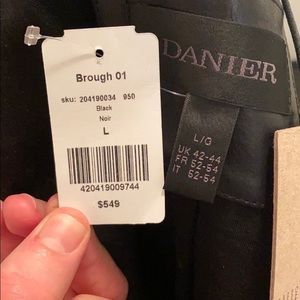 Brough 01
sku: 204190034 950
Black
Noir
L
420419009744
$549
DANIER
L/G
UK 42-44
FR 52-54
IT 52-54